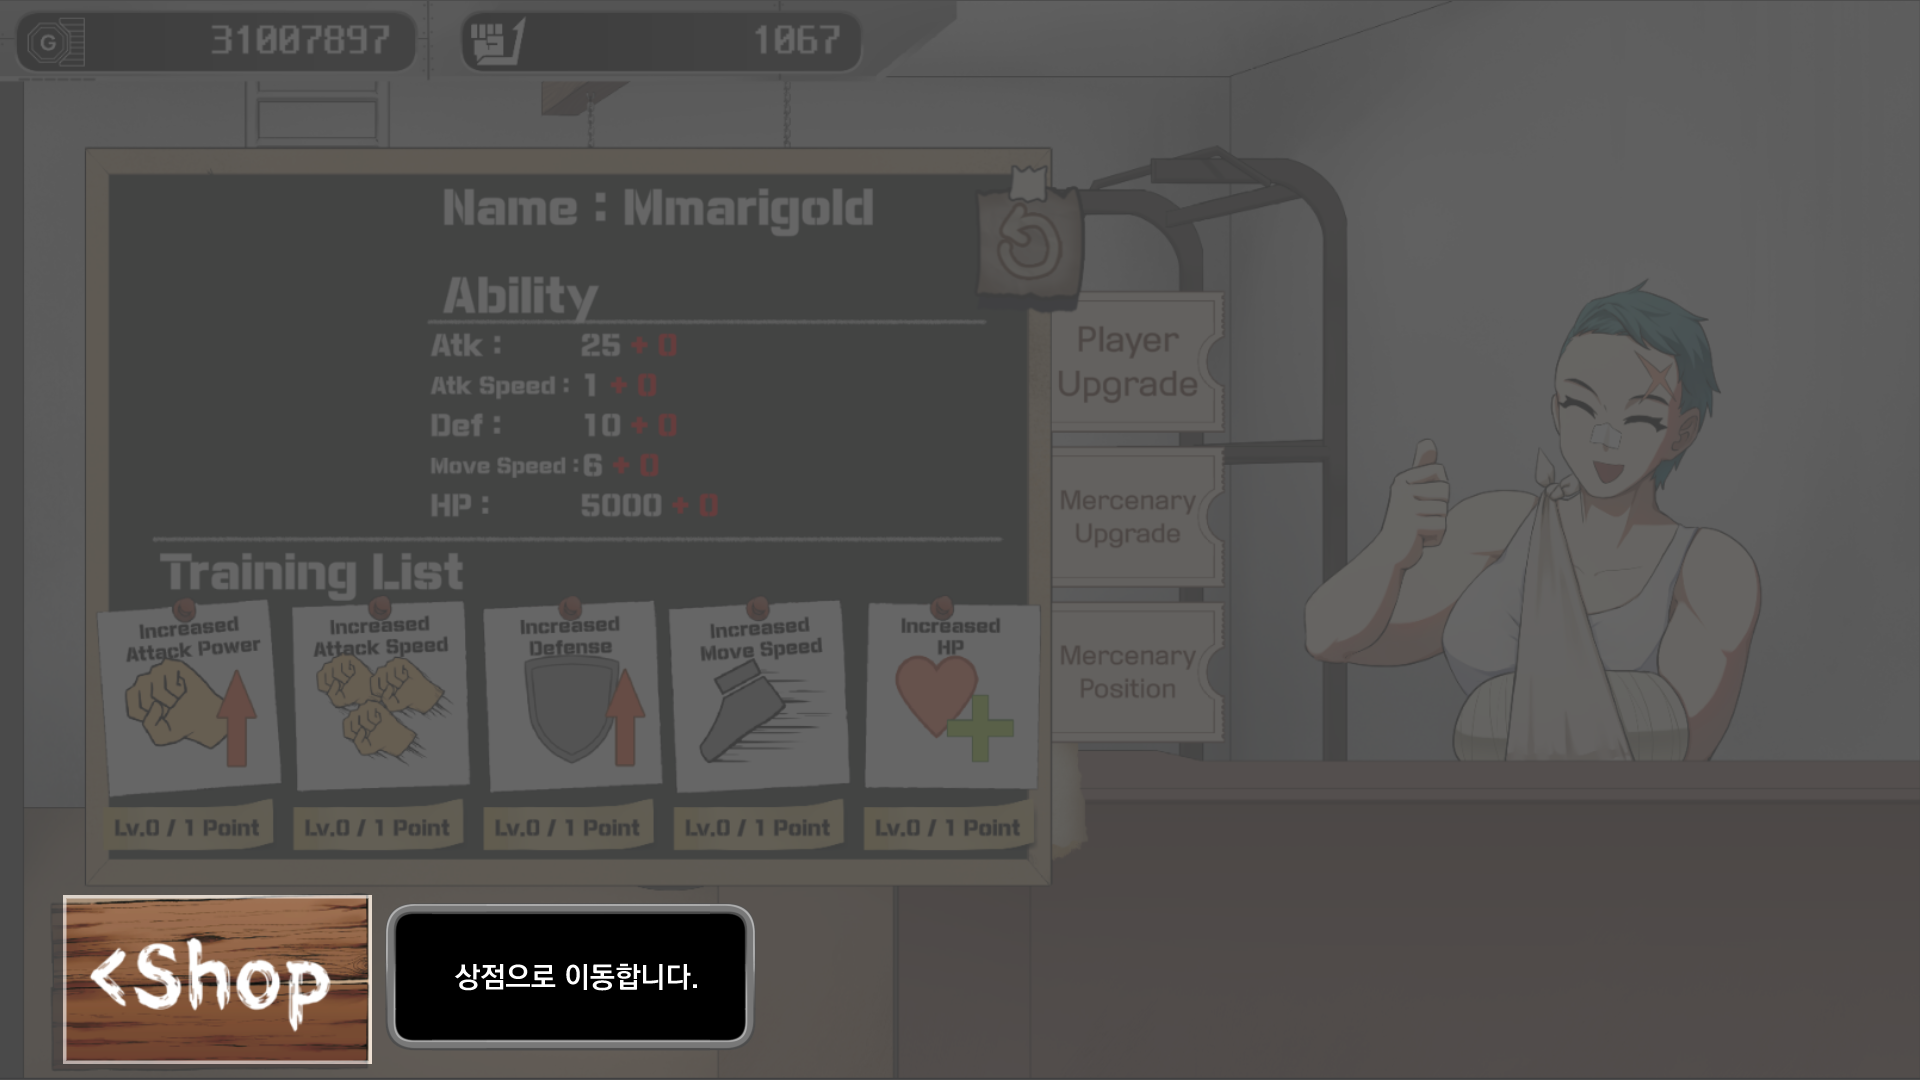 G
31007897
1
1067
Name : Mmarigold
Ability
Atk : 25 + 0
Atk Speed : 1 + 0
Def : 10 + 0
Move Speed : 6 + 0
HP : 5000 + 0
Training List
Increased
Attack Power
Increased
Attack Speed
Increased
Defense
Increased
Move Speed
Increased
HP
Lv.0 / 1 Point
Lv.0 / 1 Point
Lv.0 / 1 Point
Lv.0 / 1 Point
Lv.0 / 1 Point
Player
Upgrade
Mercenary
Upgrade
Mercenary
Position
<Shop
상점으로 이동합니다.